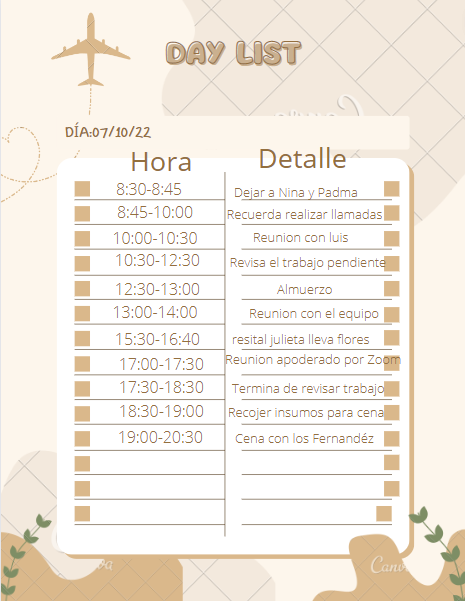 DAY LIST
DÍA:07/10/22
Hora Detalle
8:30-8:45 Dejar a Nina y Padma
8:45-10:00 Recuerda realizar llamadas
10:00-10:30 Reunion con luis
10:30-12:30 Revisa el trabajo pendiente
12:30-13:00 Almuerzo
13:00-14:00 Reunion con el equipo
15:30-16:40 resital julieta lleva flores
17:00-17:30 Reunion apoderado por Zoom
17:30-18:30 Termina de revisar trabajo
18:30-19:00 Recojer insumos para cena
19:00-20:30 Cena con los Fernandéz